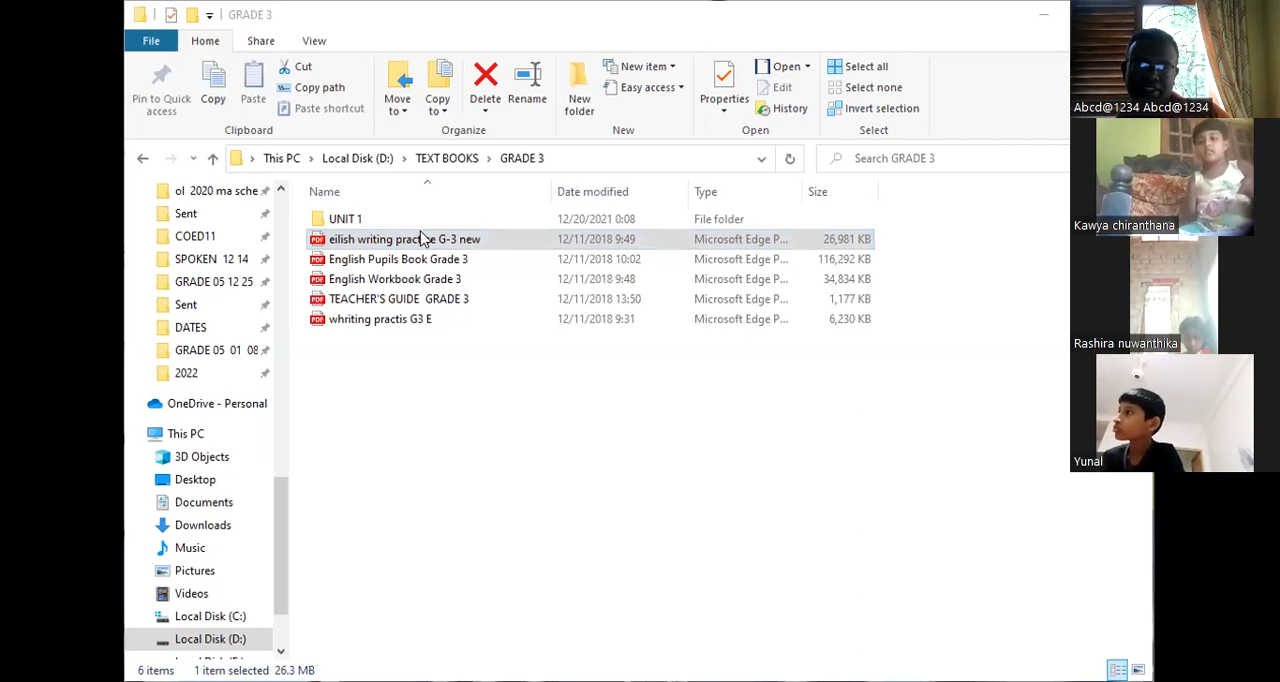 GRADE 3
File Home Share View
Pin to Quick access
Copy
Paste
Cut
Copy path
Paste shortcut
Clipboard
Move to
Copy to
Delete
Rename
Organize
New folder
New item
Easy access
New
Properties
Open
Edit
History
Open
Select all
Select none
Invert selection
Select
This PC > Local Disk (D:) > TEXT BOOKS > GRADE 3
Search GRADE 3
ol 2020 ma sche
Sent
COED11
SPOKEN 12 14
GRADE 05 12 25
Sent
DATES
GRADE 05 01 08
2022
OneDrive - Personal
This PC
3D Objects
Desktop
Documents
Downloads
Music
Pictures
Videos
Local Disk (C:)
Local Disk (D:)
Name Date modified Type Size
UNIT 1 12/20/2021 0:08 File folder
eilish writing practise G-3 new 12/11/2018 9:49 Microsoft Edge P... 26,981 KB
English Pupils Book Grade 3 12/11/2018 10:02 Microsoft Edge P... 116,292 KB
English Workbook Grade 3 12/11/2018 9:48 Microsoft Edge P... 34,834 KB
TEACHER'S GUIDE GRADE 3 12/11/2018 13:50 Microsoft Edge P... 1,177 KB
whriting practis G3 E 12/11/2018 9:31 Microsoft Edge P... 6,230 KB
6 items 1 item selected 26.3 MB
Abcd@1234 Abcd@1234
Kawya chiranthana
Rashira nuwanthika
Yunal